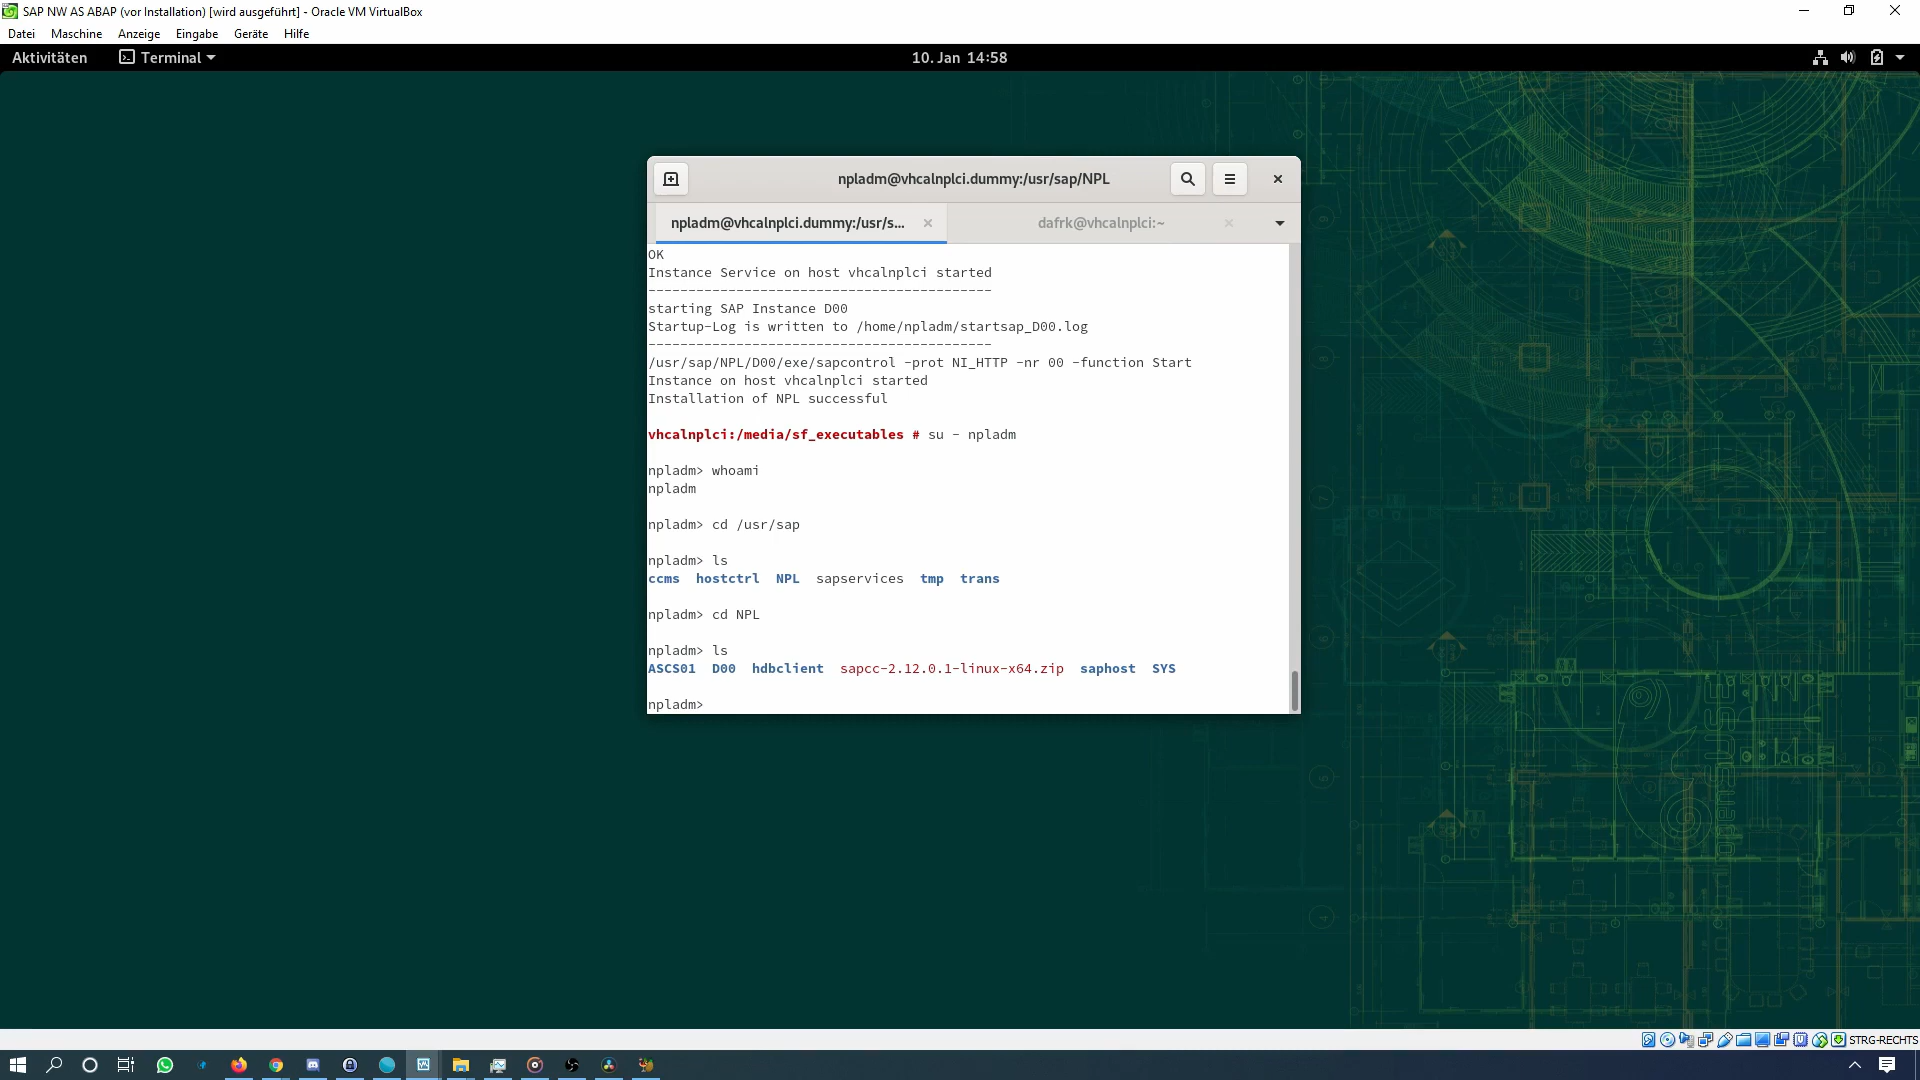 SAP NW AS ABAP (vor Installation) [wird ausgeführt] - Oracle VM VirtualBox
Datei Maschine Anzeige Eingabe Geräte Hilfe
Aktivitäten Terminal 10. Jan 14:58
npladm@vhcalnplci.dummy:/usr/sap/NPL
npladm@vhcalnplci.dummy:/usr/s... dafrk@vhcalnplci:~
OK
Instance Service on host vhcalnplci started
-------------------------------------------
starting SAP Instance D00
Startup-Log is written to /home/npladm/startsap_D00.log
-------------------------------------------
/usr/sap/NPL/D00/exe/sapcontrol -prot NI_HTTP -nr 00 -function Start
Instance on host vhcalnplci started
Installation of NPL successful
vhcalnplci:/media/sf_executables # su - npladm
npladm> whoami
npladm
npladm> cd /usr/sap
npladm> ls
ccms hostctrl NPL sapservices tmp trans
npladm> cd NPL
npladm> ls
ASCS01 D00 hdbclient sapcc-2.12.0.1-linux-x64.zip saphost SYS
npladm>
STRG-RECHTS